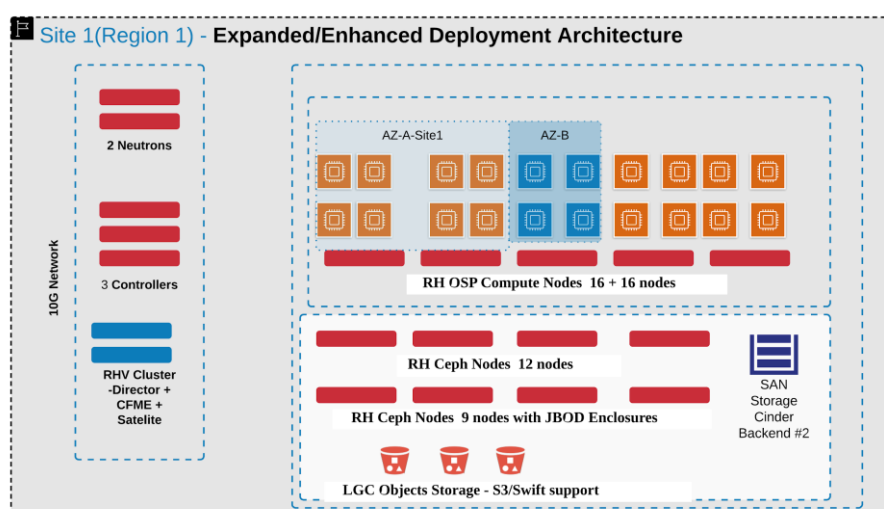 Site 1(Region 1) - Expanded/Enhanced Deployment Architecture
2 Neutrons
3 Controllers
10G Network
RHV Cluster
-Director +
CFME +
Satelite
AZ-A-Site1
AZ-B
RH OSP Compute Nodes 16 + 16 nodes
RH Ceph Nodes 12 nodes
RH Ceph Nodes 9 nodes with JBOD Enclosures
LGC Objects Storage - S3/Swift support
SAN
Storage
Cinder
Backend #2